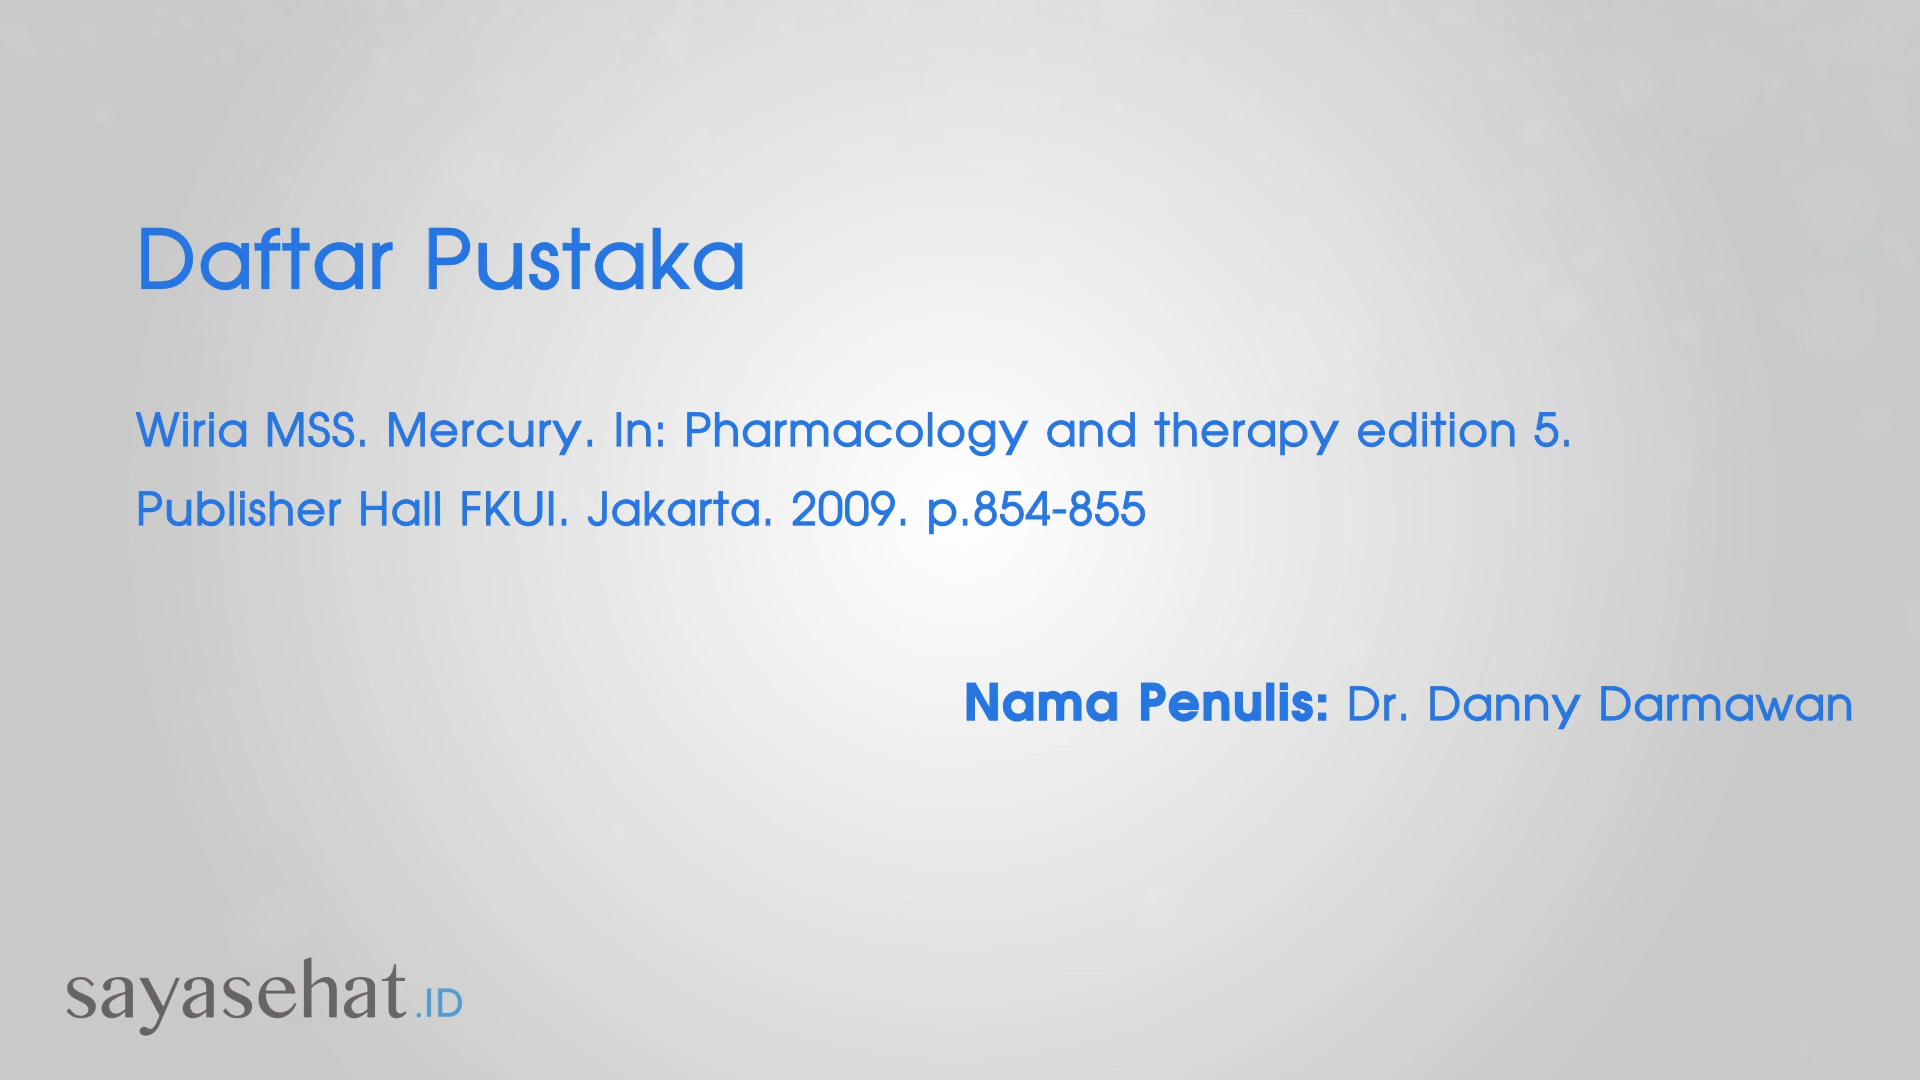 Daftar Pustaka
Wiria MSS. Mercury. In: Pharmacology and therapy edition 5.
Publisher Hall FKUI. Jakarta. 2009. p.854-855
Nama Penulis: Dr. Danny Darmawan
sayasehat.ID